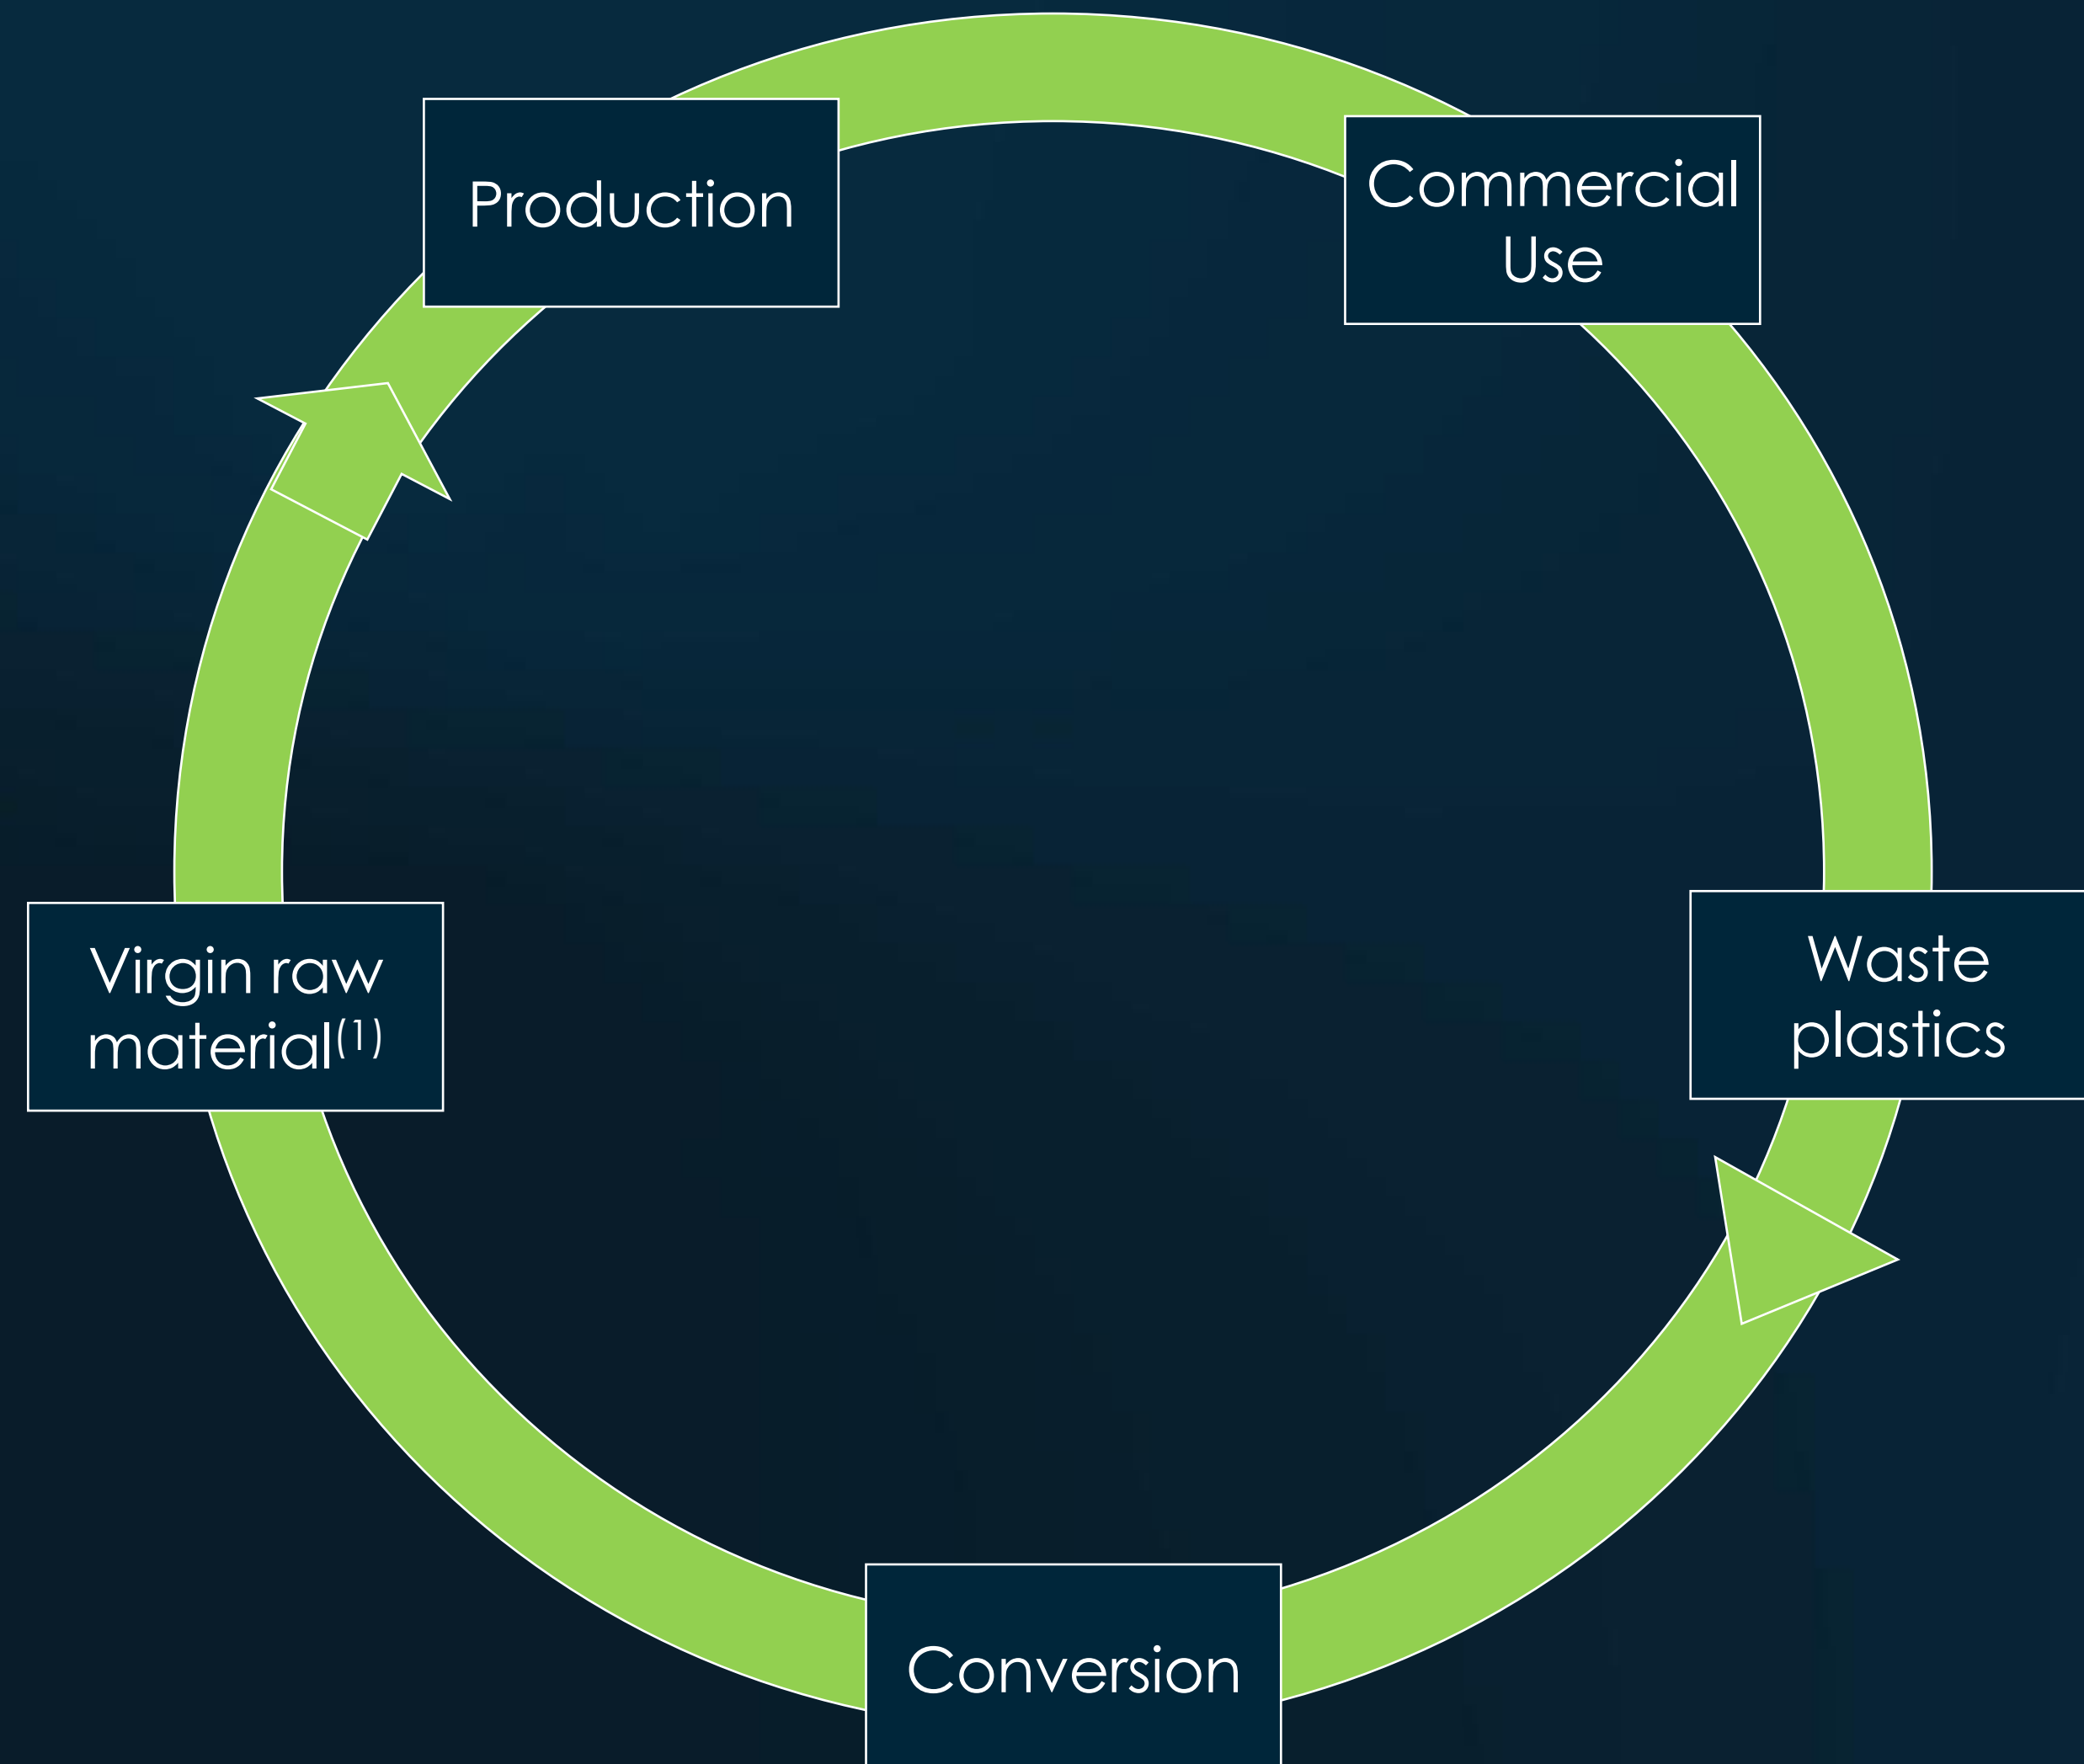 Production
Commercial
Use
Virgin raw
material(1)
Waste
plastics
Conversion